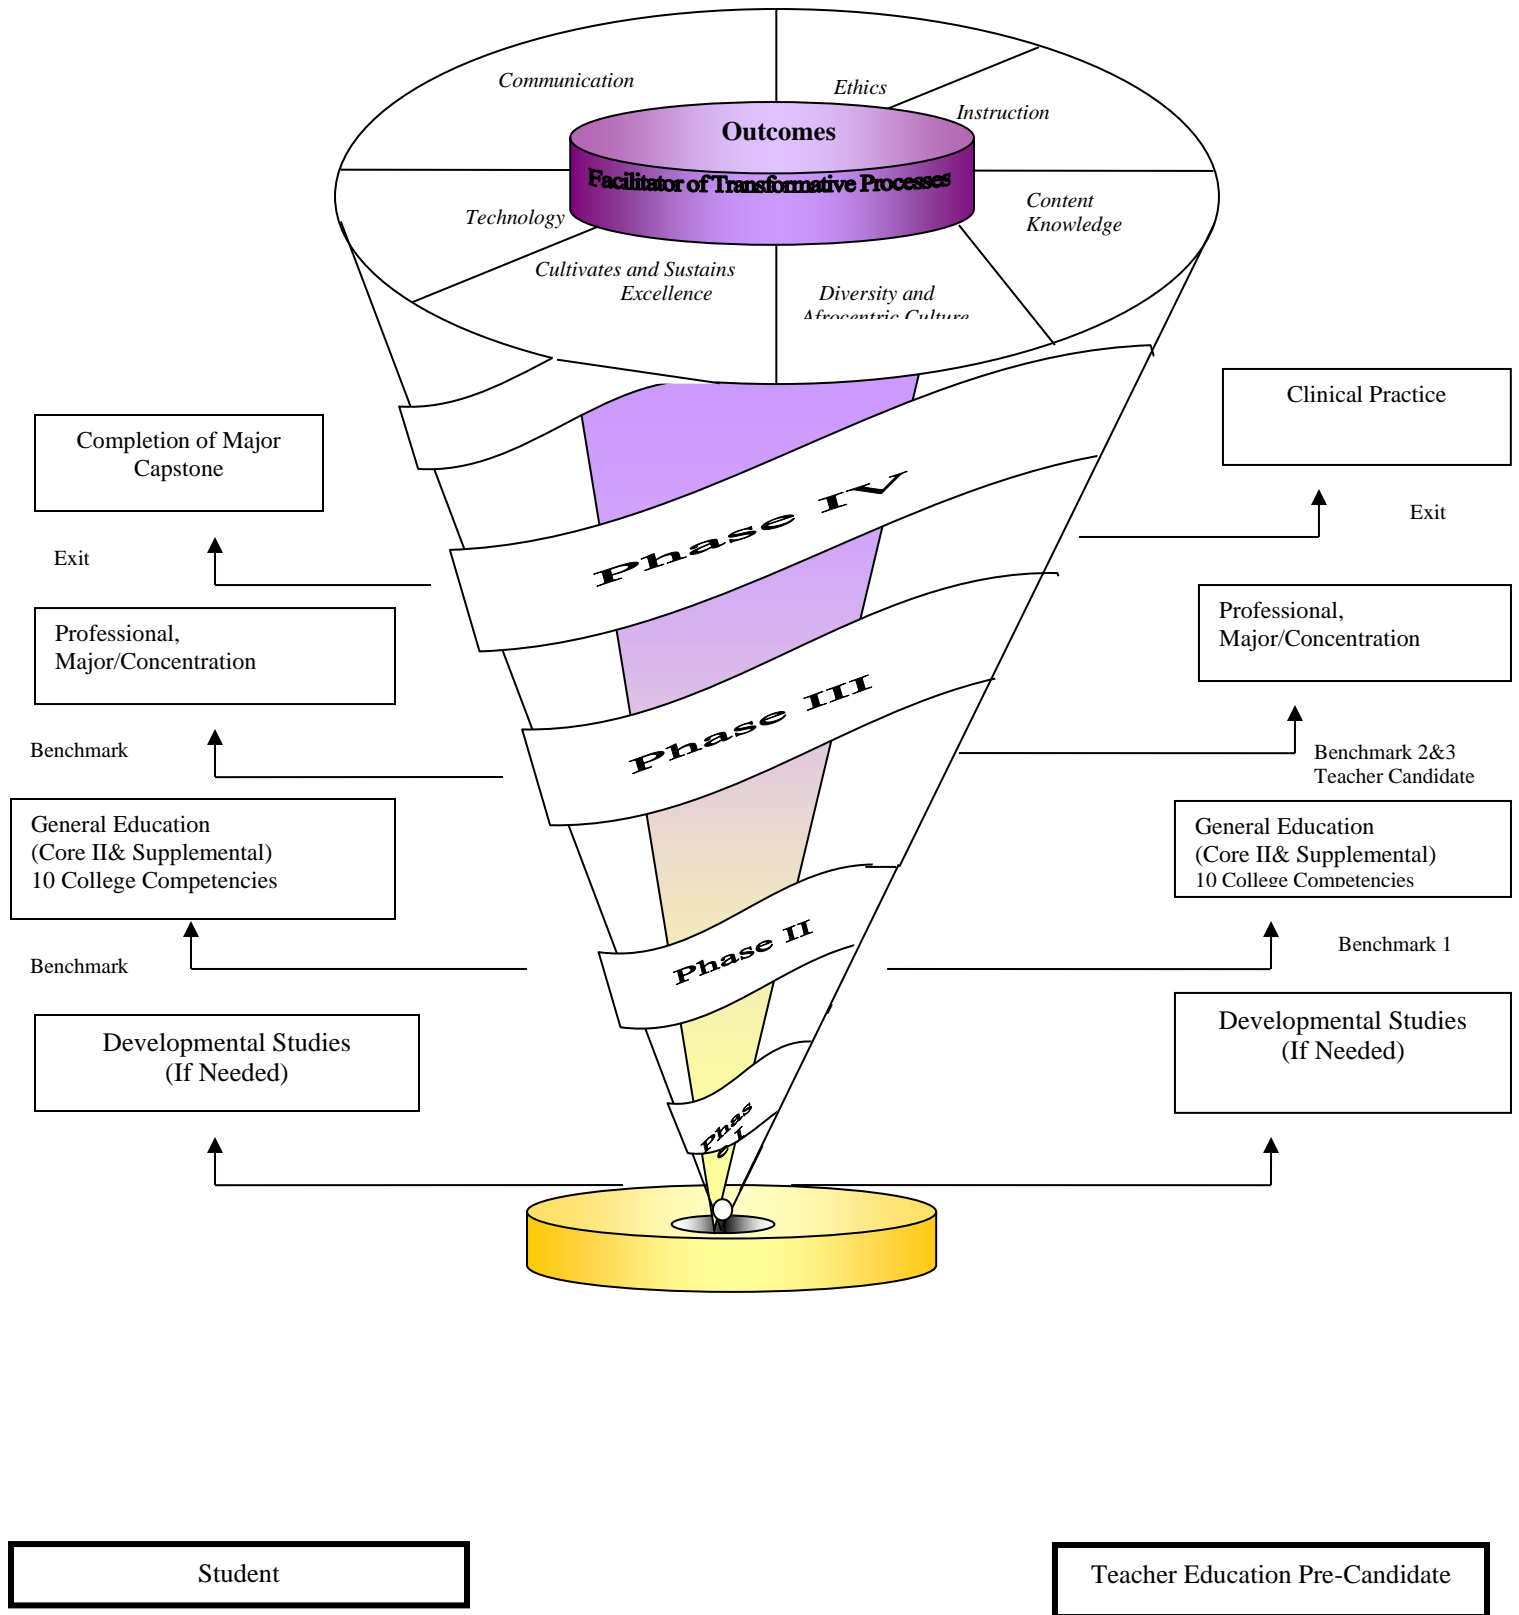 Communication
Ethics
Instruction
Outcomes
Facilitator of Transformative Processes
Content
Knowledge
Technology
Cultivates and Sustains
Excellence
Diversity and
Afrocentric Culture
Clinical Practice
Completion of Major
Capstone
Phase IV
Exit
Exit
Professional,
Major/Concentration
Professional,
Major/Concentration
Phase III
Benchmark
Benchmark 2&3
Teacher Candidate
General Education
(Core II& Supplemental)
10 College Competencies
General Education
(Core II& Supplemental)
10 College Competencies
Phase II
Benchmark
Benchmark 1
Developmental Studies
(If Needed)
Developmental Studies
(If Needed)
Phas
e I
Student
Teacher Education Pre-Candidate